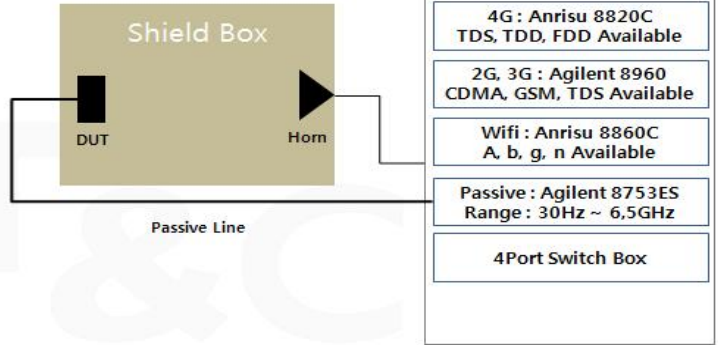 Shield Box
DUT
Horn
Passive Line
4G : Anrisu 8820C
TDS, TDD, FDD Available
2G, 3G : Agilent 8960
CDMA, GSM, TDS Available
Wifi : Anrisu 8860C
A, b, g, n Available
Passive : Agilent 8753ES
Range : 30Hz ~ 6,5GHz
4Port Switch Box